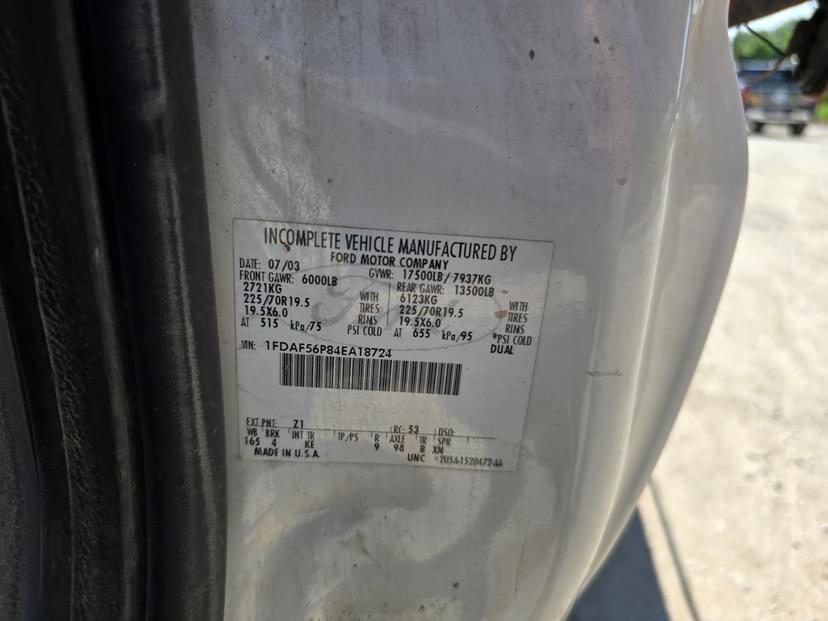 INCOMPLETE VEHICLE MANUFACTURED BY
FORD MOTOR COMPANY
DATE: 07/03 GVWR: 17500LB/ 7937KG
FRONT GAWR: 6000LB REAR GAWR: 13500LB
2721KG WITH 6123KG WITH
225/70R19.5 TIRES 225/70R19.5 TIRES
19.5X6.0 RIMS 19.5X6.0 RIMS
AT 515 kPa/75 PSI COLD AT 655 kPa/95 *PSI COLD
DUAL
VIN: 1FDAF56P84EA18724
EXT PNT: Z1 RC: 53 DSO:
WB BRK INT TR TP/PS R AXLE TR SPR
165 4 KE 9 98 B XN
MADE IN U.S.A. UNC *2U5A-1520472-AA